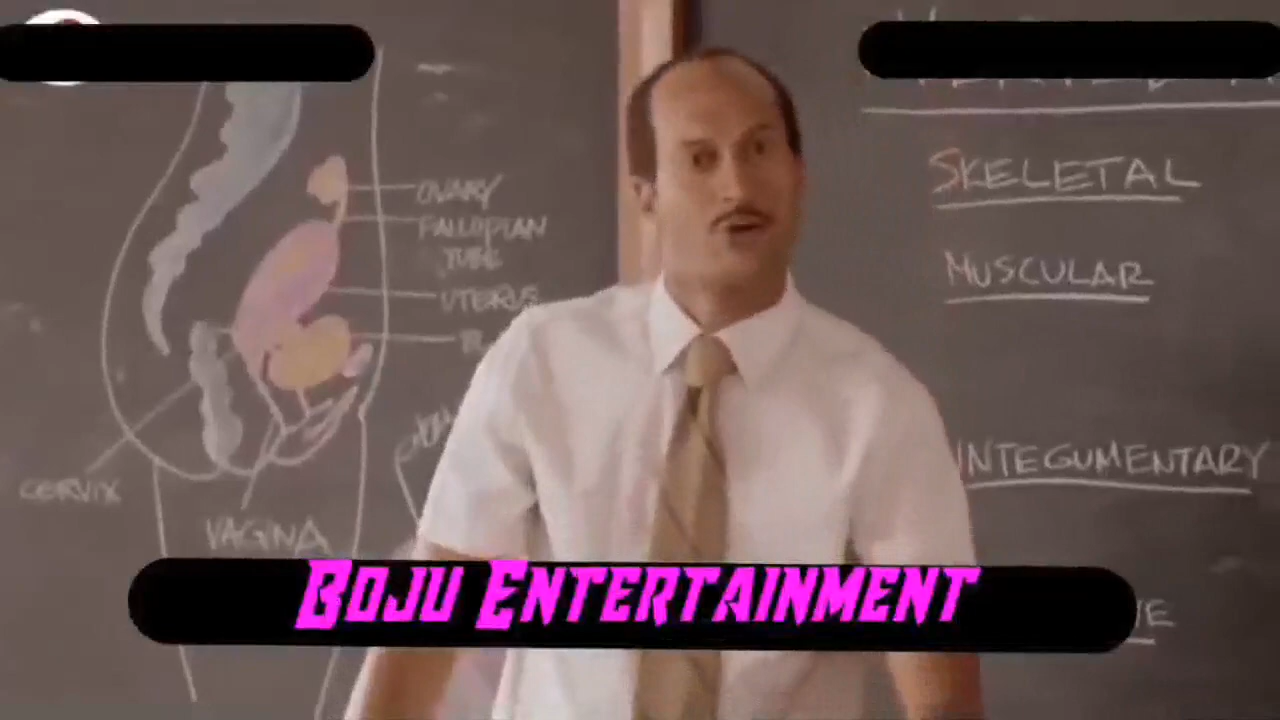 SKELETAL
OVARY
FALLOPIAN
TUBE
MUSCULAR
UTERUS
INTEGUMENTARY
CERVIX
VAGINA
BOJU ENTERTAINMENT